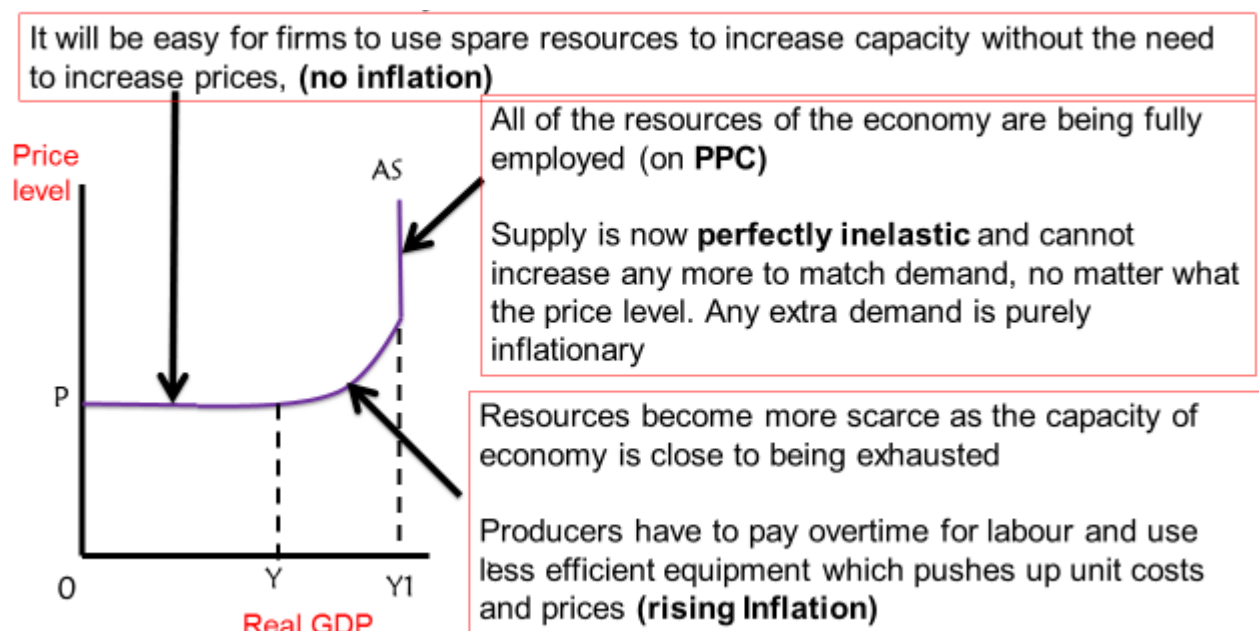 It will be easy for firms to use spare resources to increase capacity without the need
to increase prices, (no inflation)
All of the resources of the economy are being fully
employed (on PPC)
Supply is now perfectly inelastic and cannot
increase any more to match demand, no matter what
the price level. Any extra demand is purely
inflationary
Price
level
AS
P
Resources become more scarce as the capacity of
economy is close to being exhausted
Producers have to pay overtime for labour and use
less efficient equipment which pushes up unit costs
and prices (rising Inflation)
O
Y
Y1
Real GDP